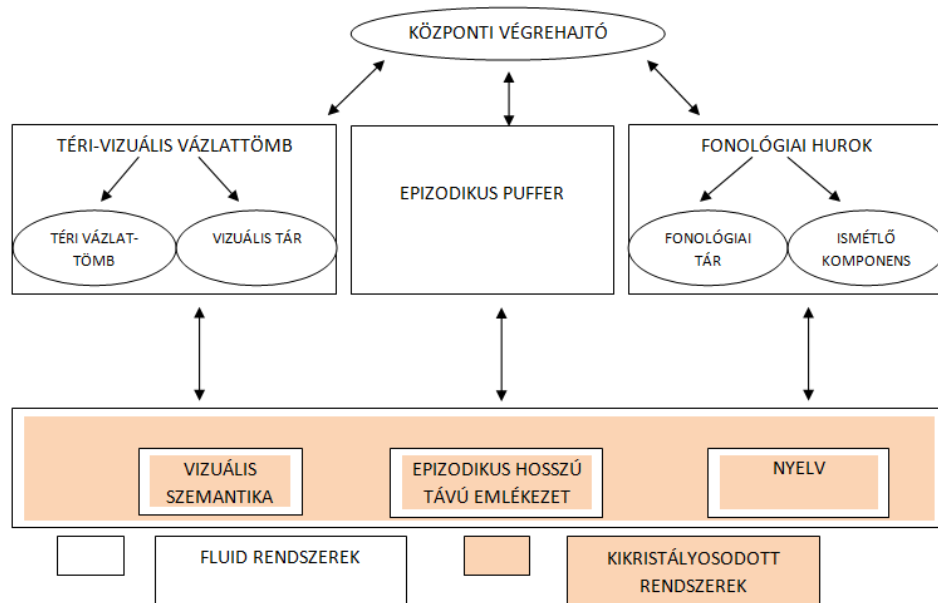 KÖZPONTI VÉGREHAJTÓ
TÉRI-VIZUÁLIS VÁZLATTÖMB
TÉRI VÁZLAT-
TÖMB
VIZUÁLIS TÁR
EPIZODIKUS PUFFER
FONOLÓGIAI HUROK
FONOLÓGIAI
TÁR
ISMÉTLŐ
KOMPONENS
VIZUÁLIS
SZEMANTIKA
EPIZODIKUS HOSSZÚ
TÁVÚ EMLÉKEZET
NYELV
FLUID RENDSZEREK
KIKRISTÁLYOSODOTT
RENDSZEREK